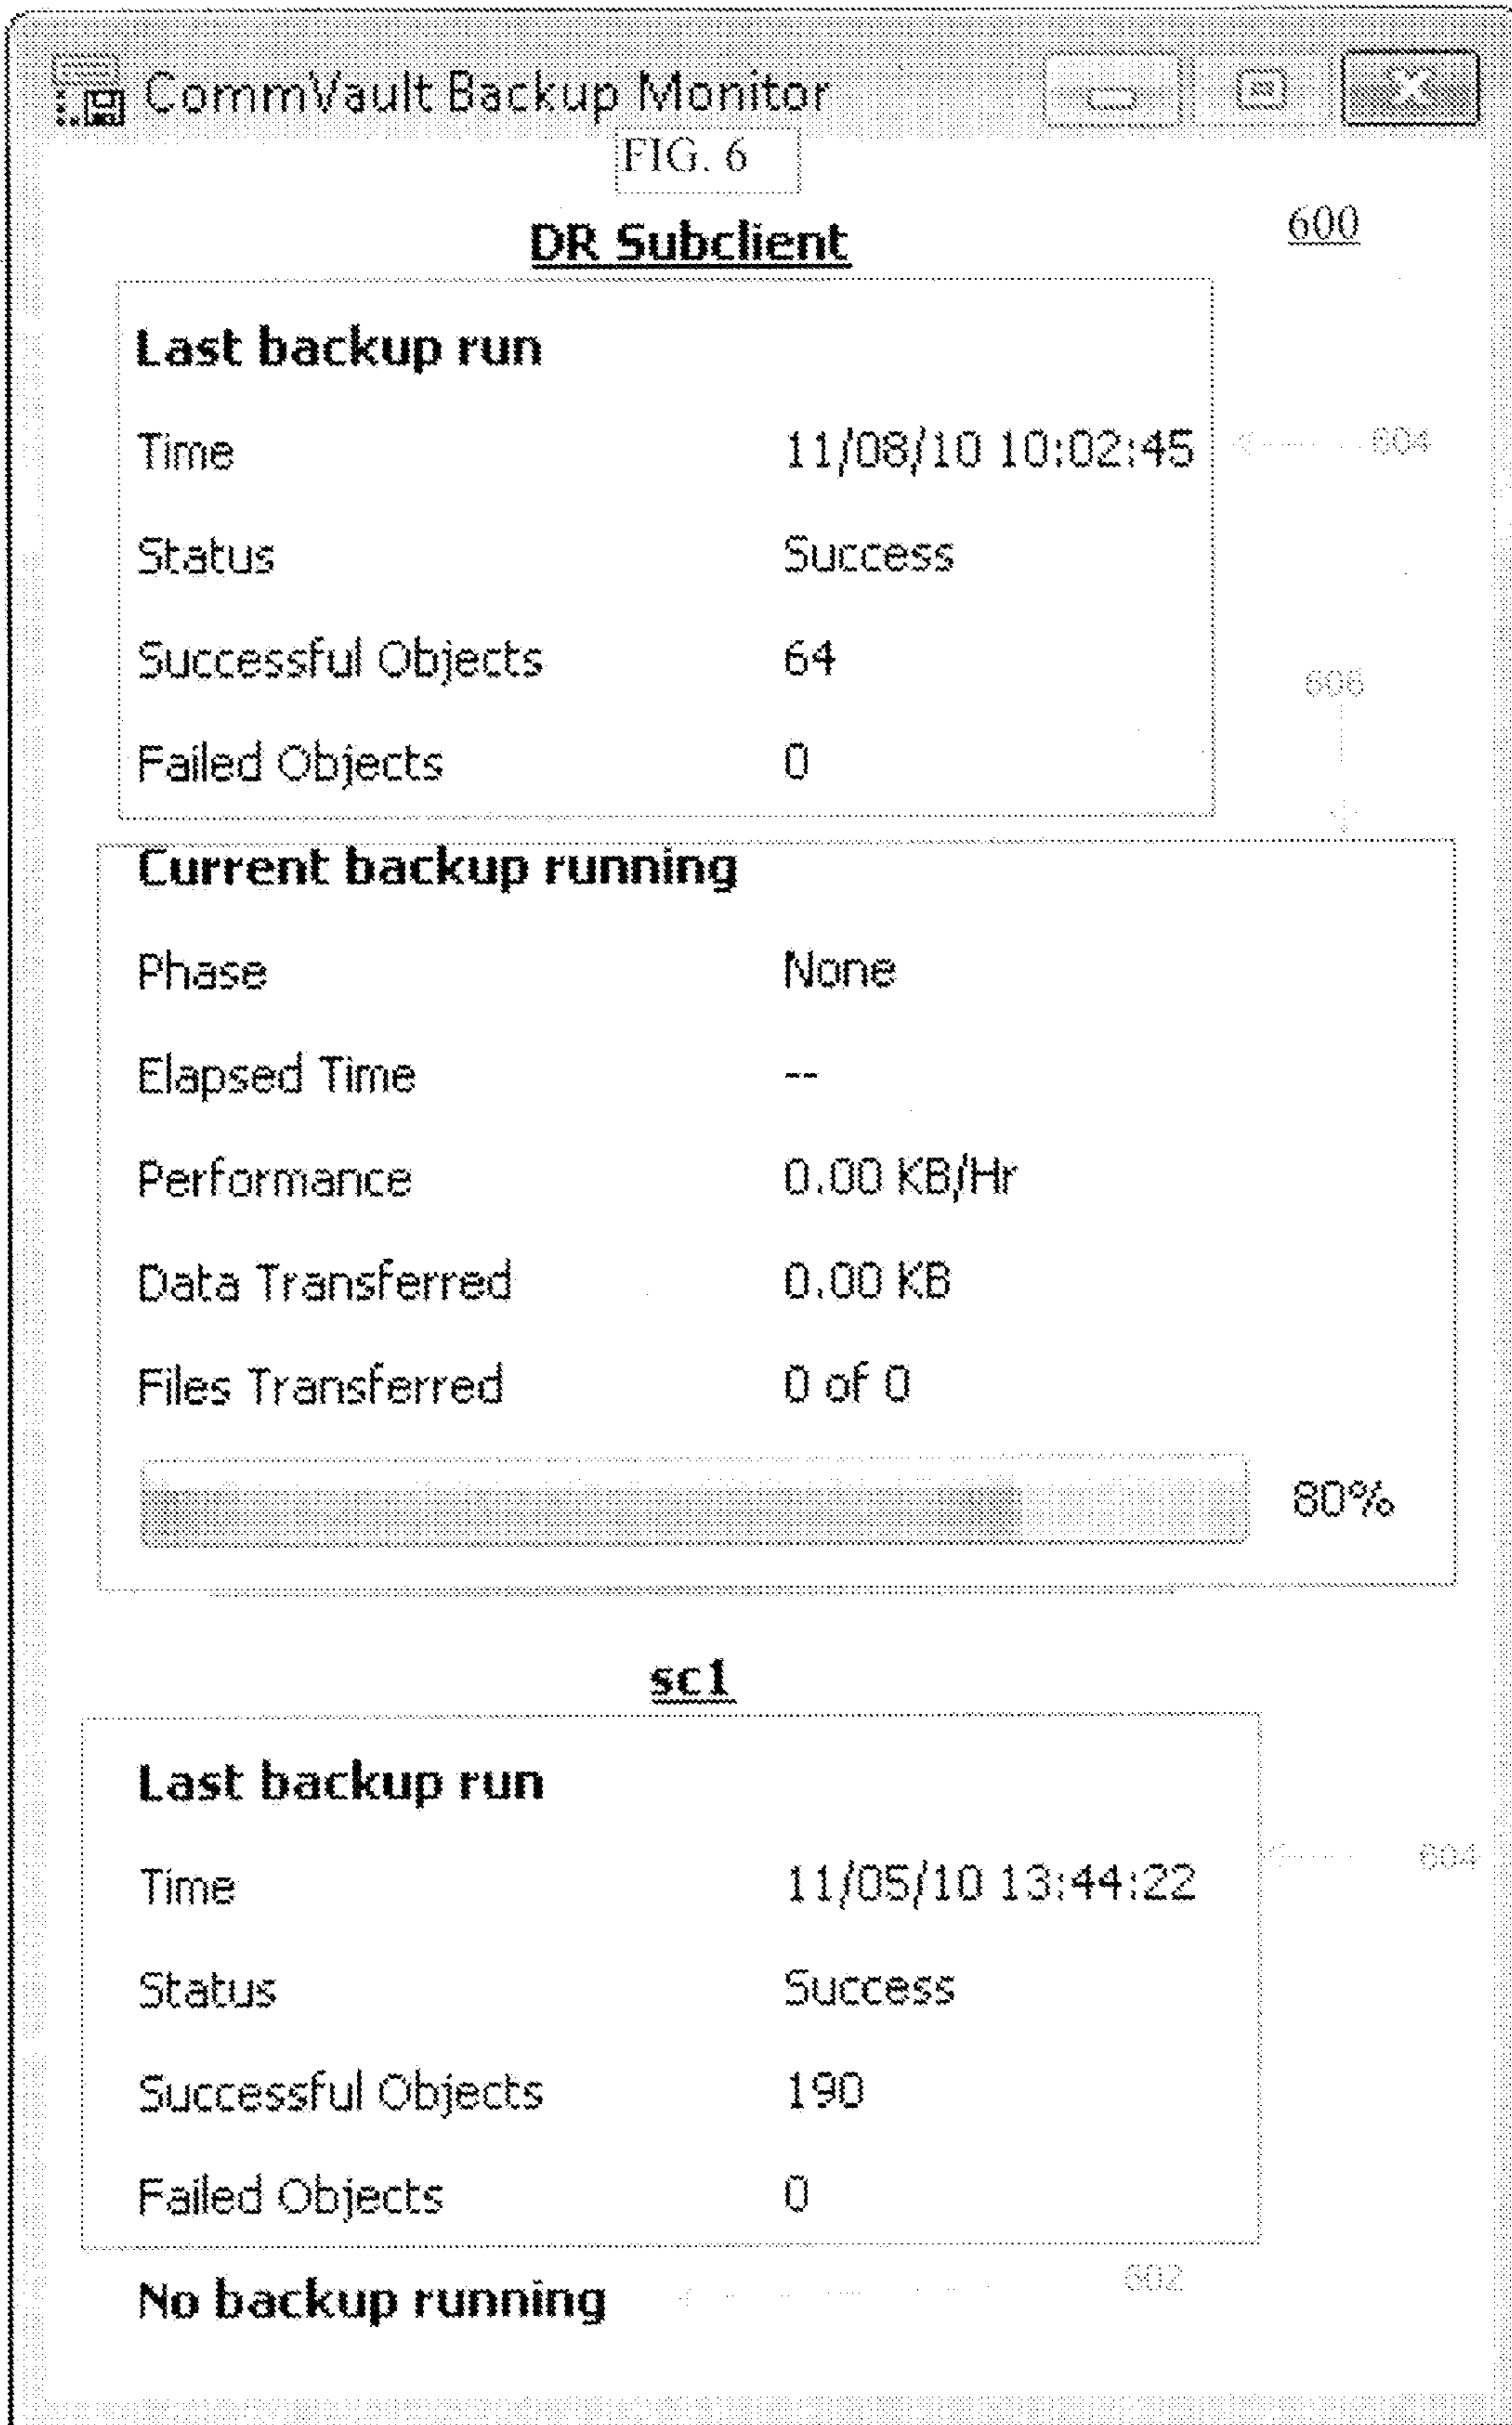 CommVault Backup Monitor
FIG. 6
600
DR Subclient
Last backup run
Time 11/08/10 10:02:45 604
Status Success
Successful Objects 64
606
Failed Objects 0
Current backup running
Phase None
Elapsed Time --
Performance 0.00 KB/Hr
Data Transferred 0.00 KB
Files Transferred 0 of 0
80%
sc1
Last backup run
Time 11/05/10 13:44:22 604
Status Success
Successful Objects 190
Failed Objects 0
No backup running 602